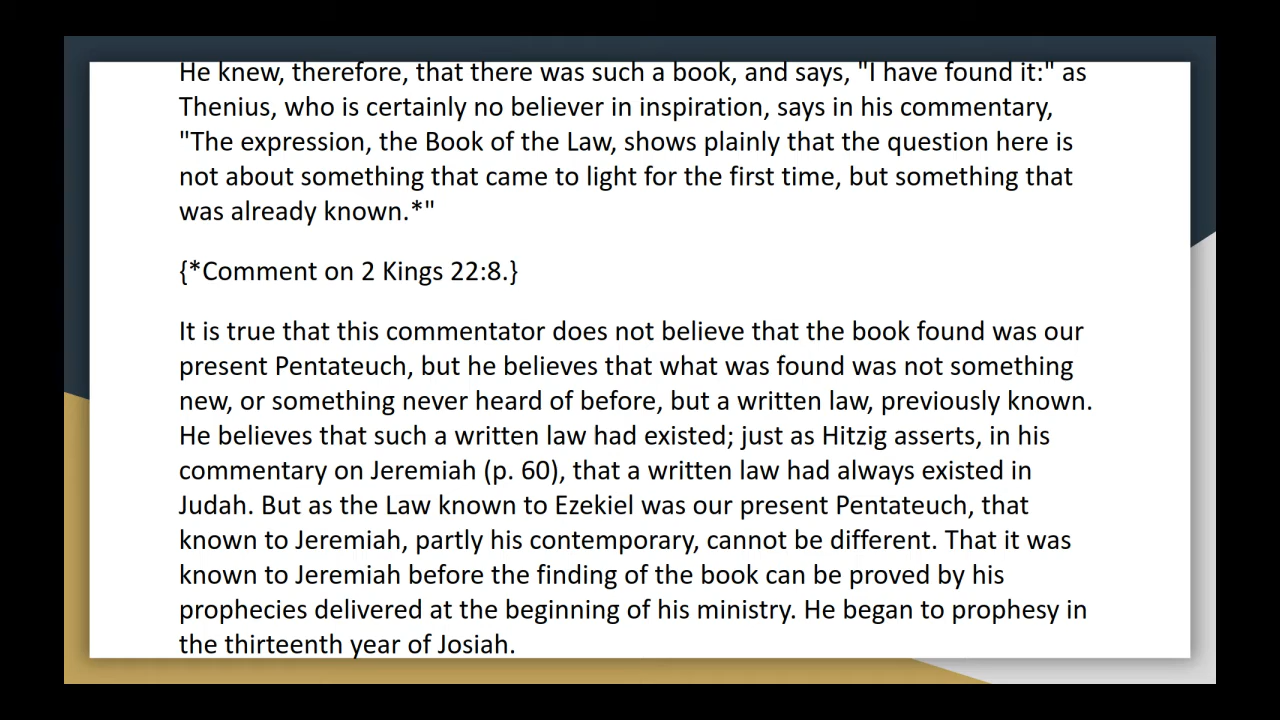 He knew, therefore, that there was such a book, and says, "I have found it:" as
Thenius, who is certainly no believer in inspiration, says in his commentary,
"The expression, the Book of the Law, shows plainly that the question here is
not about something that came to light for the first time, but something that
was already known.*"
{*Comment on 2 Kings 22:8.}
It is true that this commentator does not believe that the book found was our
present Pentateuch, but he believes that what was found was not something
new, or something never heard of before, but a written law, previously known.
He believes that such a written law had existed; just as Hitzig asserts, in his
commentary on Jeremiah (p. 60), that a written law had always existed in
Judah. But as the Law known to Ezekiel was our present Pentateuch, that
known to Jeremiah, partly his contemporary, cannot be different. That it was
known to Jeremiah before the finding of the book can be proved by his
prophecies delivered at the beginning of his ministry. He began to prophesy in
the thirteenth year of Josiah.